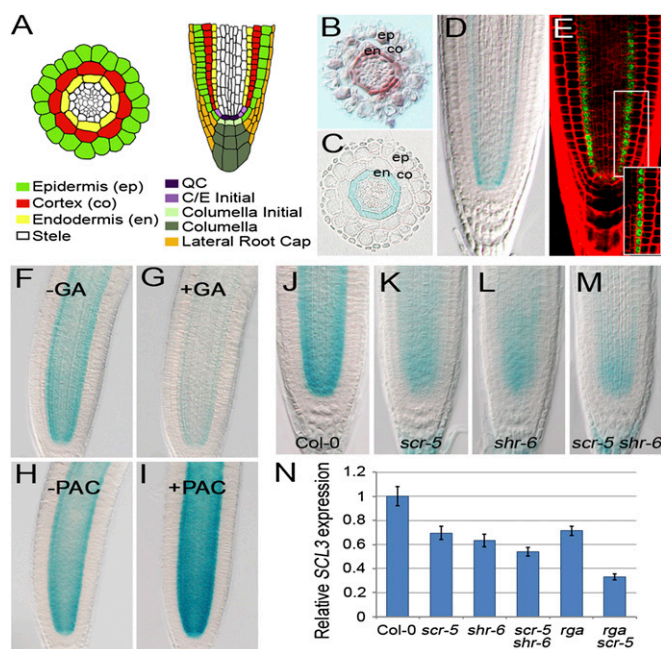 A
B
ep
co
en
C
ep
co
en
D
E
Epidermis (ep)
Cortex (co)
Endodermis (en)
Stele
QC
C/E Initial
Columella Initial
Columella
Lateral Root Cap
F
-GA
G
+GA
H
-PAC
I
+PAC
J
Col-0
K
scr-5
L
shr-6
M
scr-5 shr-6
N
Relative SCL3 expression
1.2
1
0.8
0.6
0.4
0.2
0
Col-0
scr-5
shr-6
scr-5
shr-6
rga
rga
scr-5